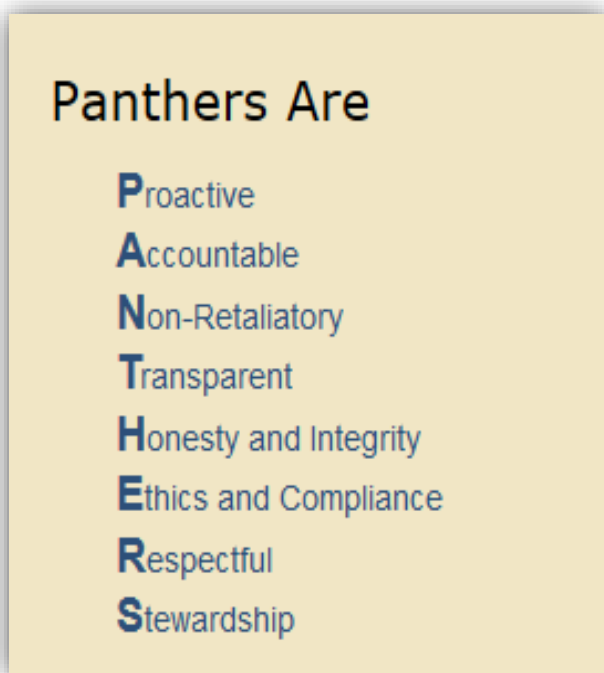 Panthers Are
Proactive
Accountable
Non-Retaliatory
Transparent
Honesty and Integrity
Ethics and Compliance
Respectful
Stewardship